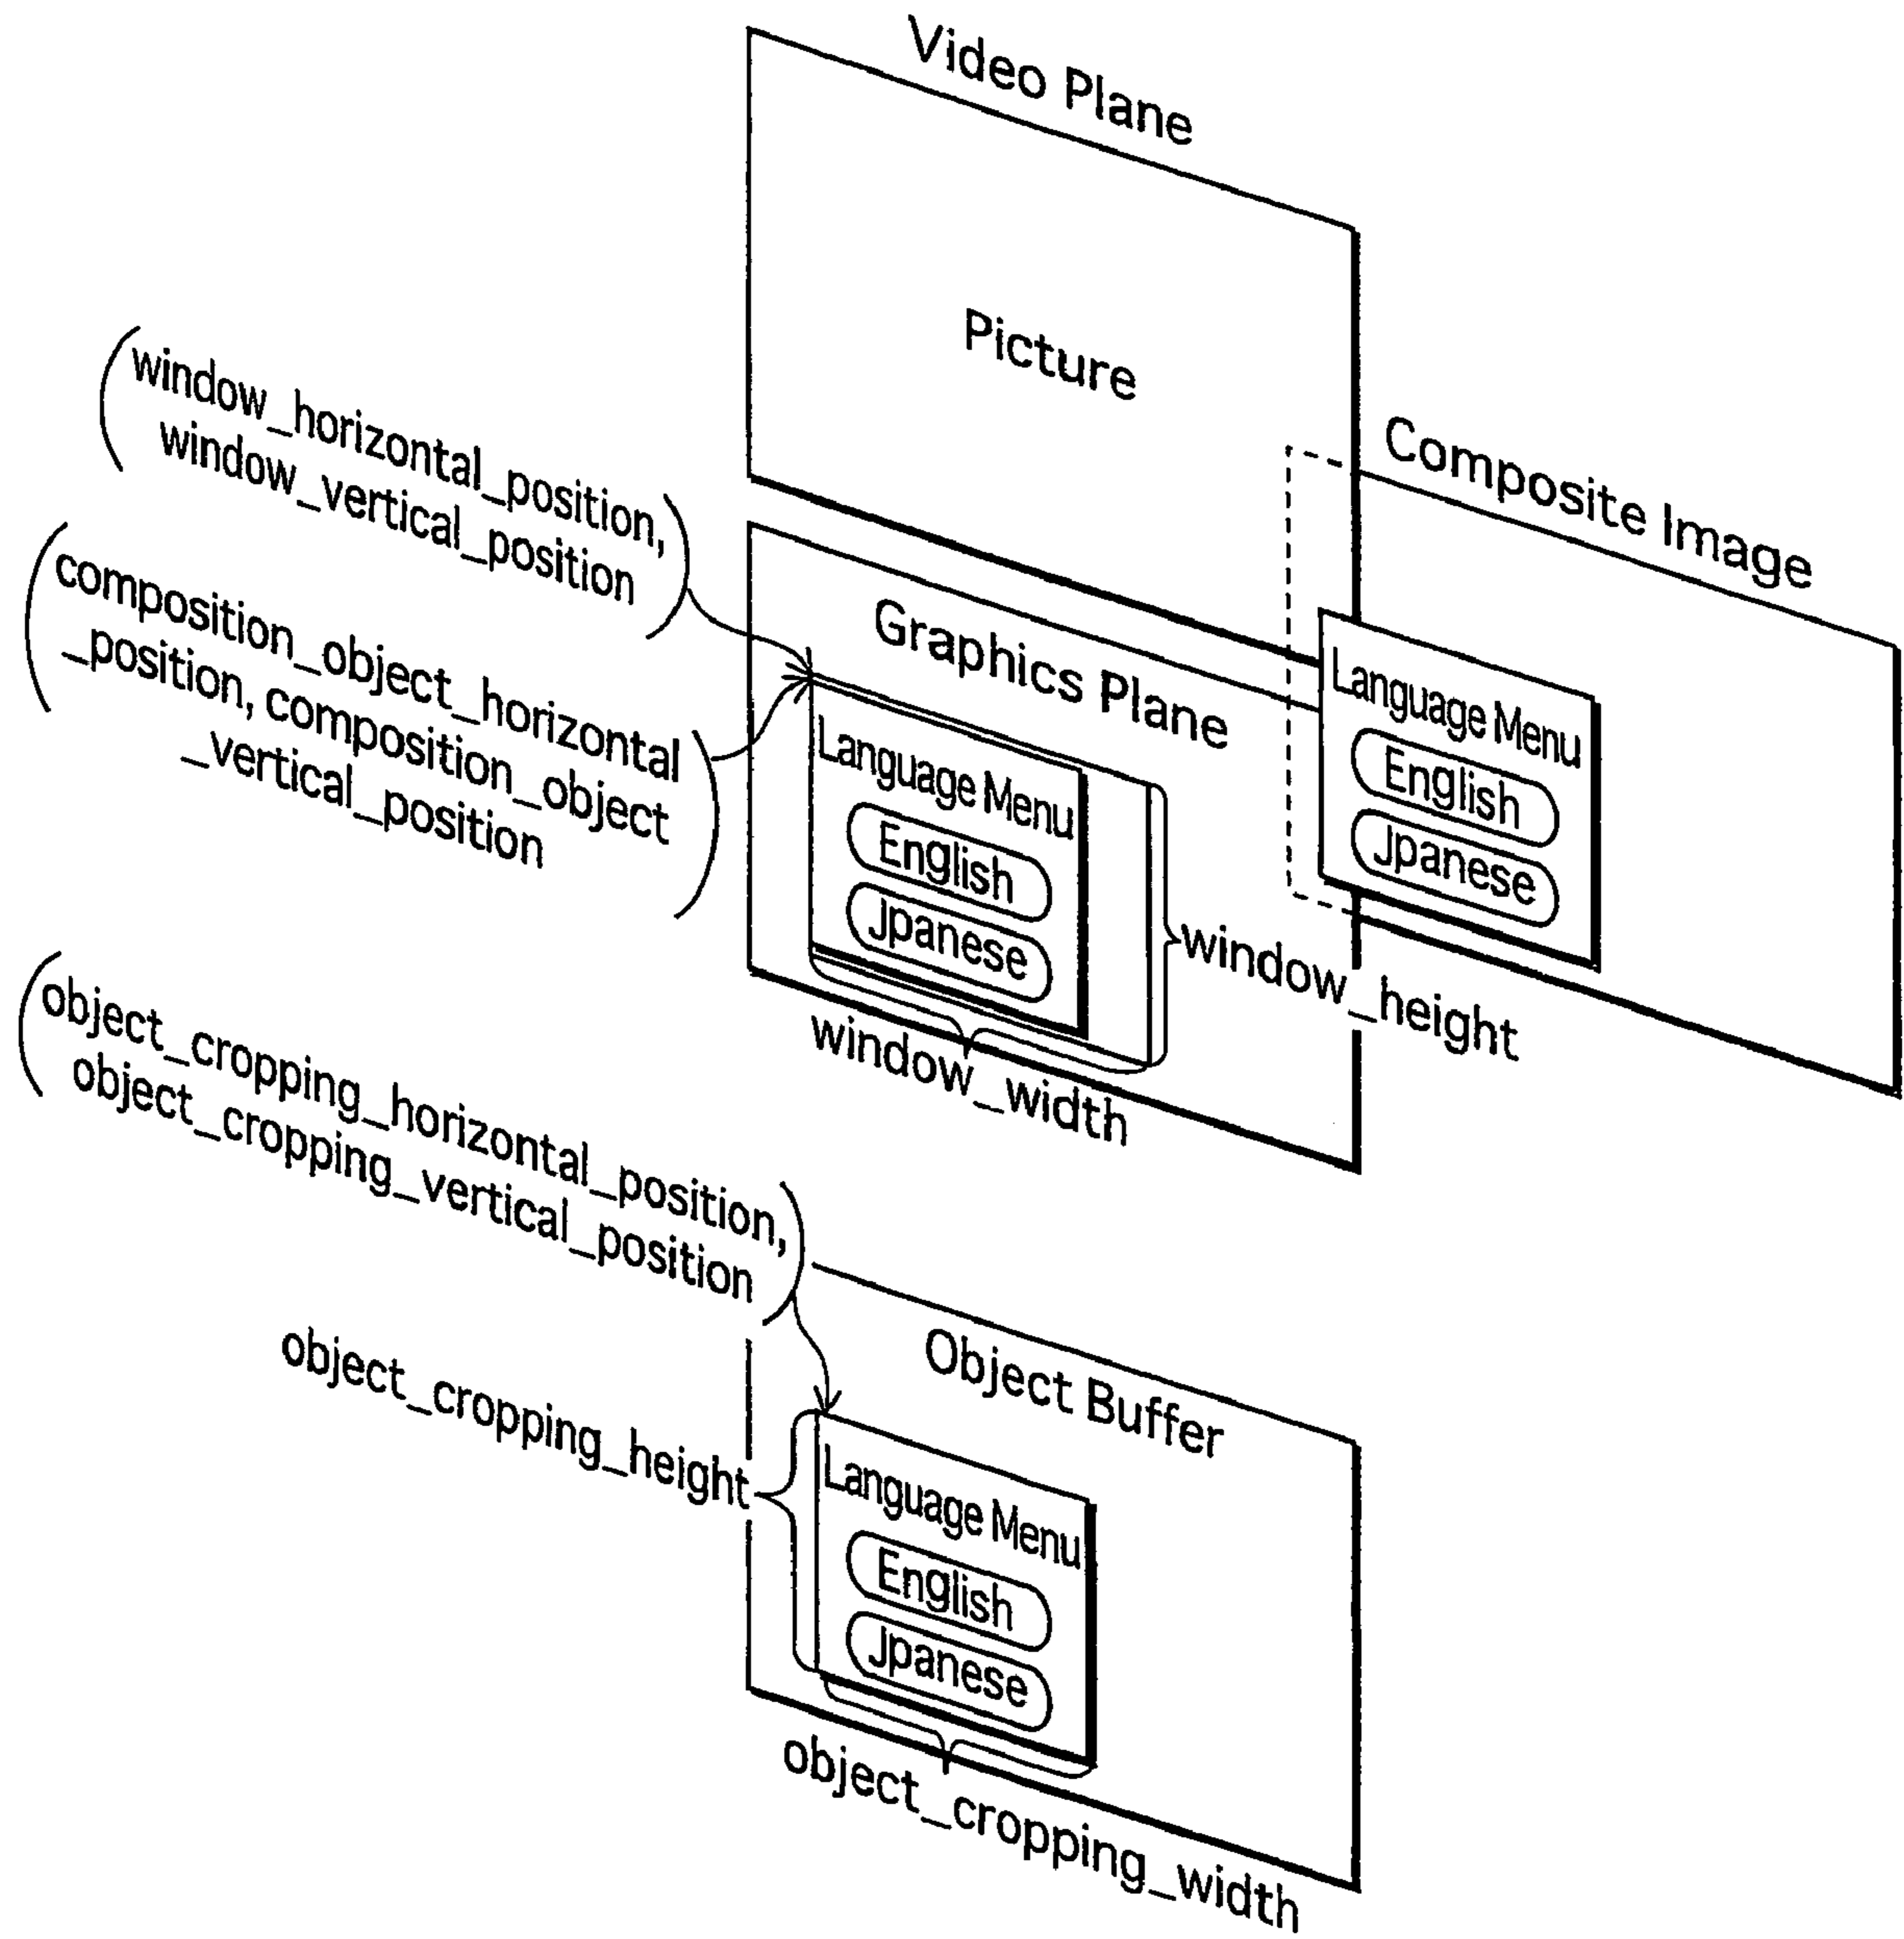 Video Plane
Picture
(window_horizontal_position,
window_vertical_position)
(composition_object_horizontal
_position, composition_object
_vertical_position)
Graphics Plane
Language Menu
English
Jpanese
window_height
window_width
Composite Image
Language Menu
English
Jpanese
(object_cropping_horizontal_position,
object_cropping_vertical_position)
object_cropping_height
Object Buffer
Language Menu
English
Jpanese
object_cropping_width